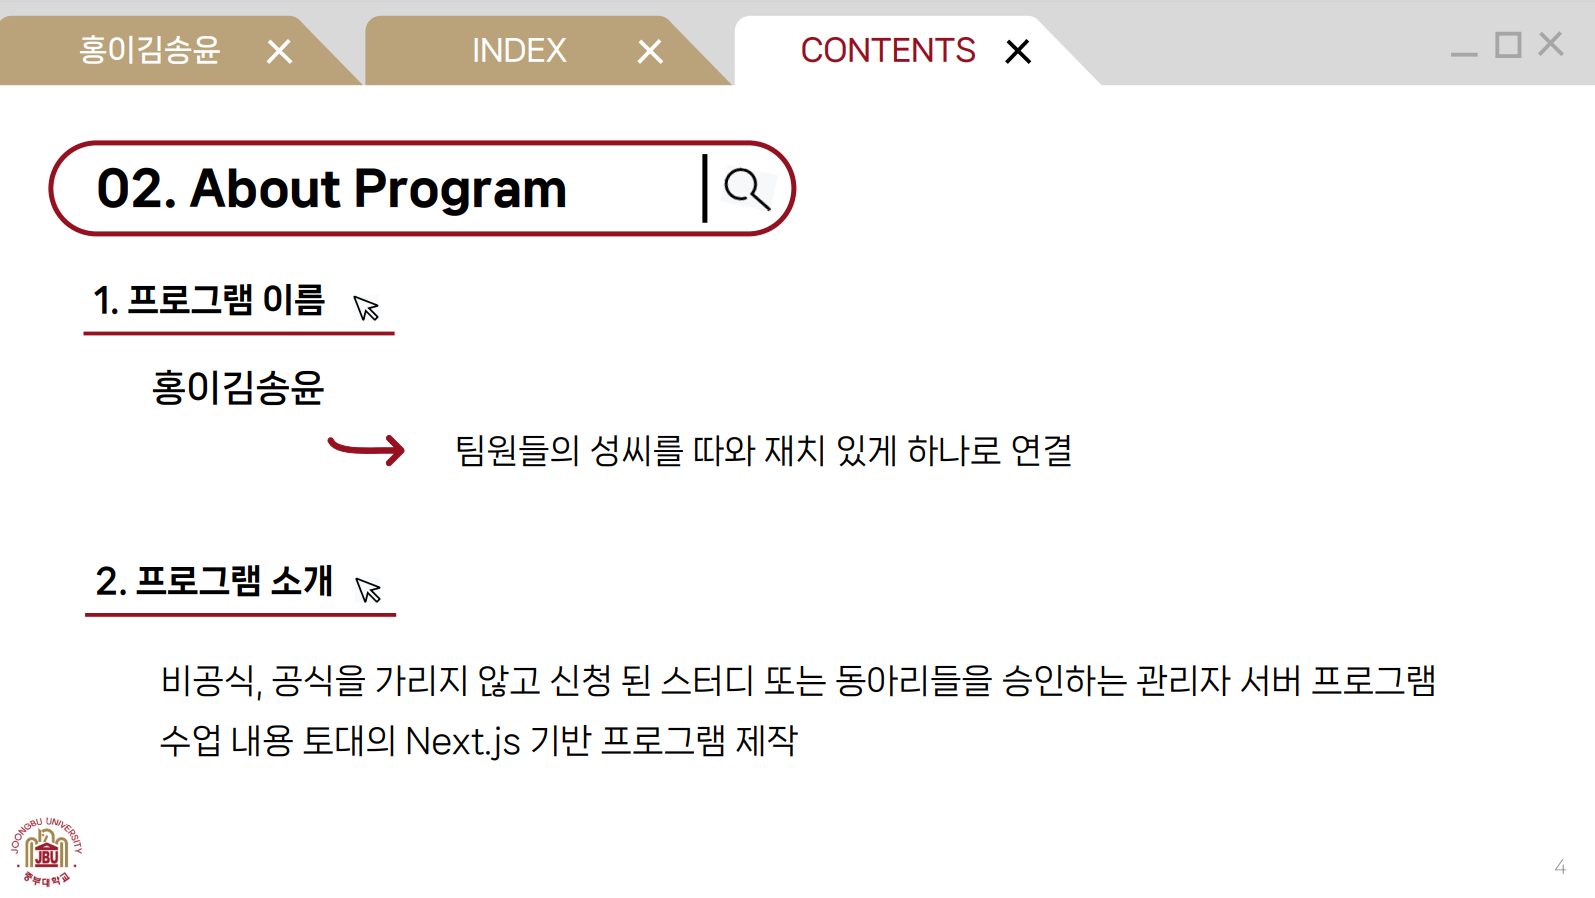 홍이김송윤
INDEX
CONTENTS
02. About Program
1. 프로그램 이름
홍이김송윤
팀원들의 성씨를 따와 재치 있게 하나로 연결
2. 프로그램 소개
비공식, 공식을 가리지 않고 신청 된 스터디 또는 동아리들을 승인하는 관리자 서버 프로그램
수업 내용 토대의 Next.js 기반 프로그램 제작
JOONGBU UNIVERSITY
JBU
중부대학교
4